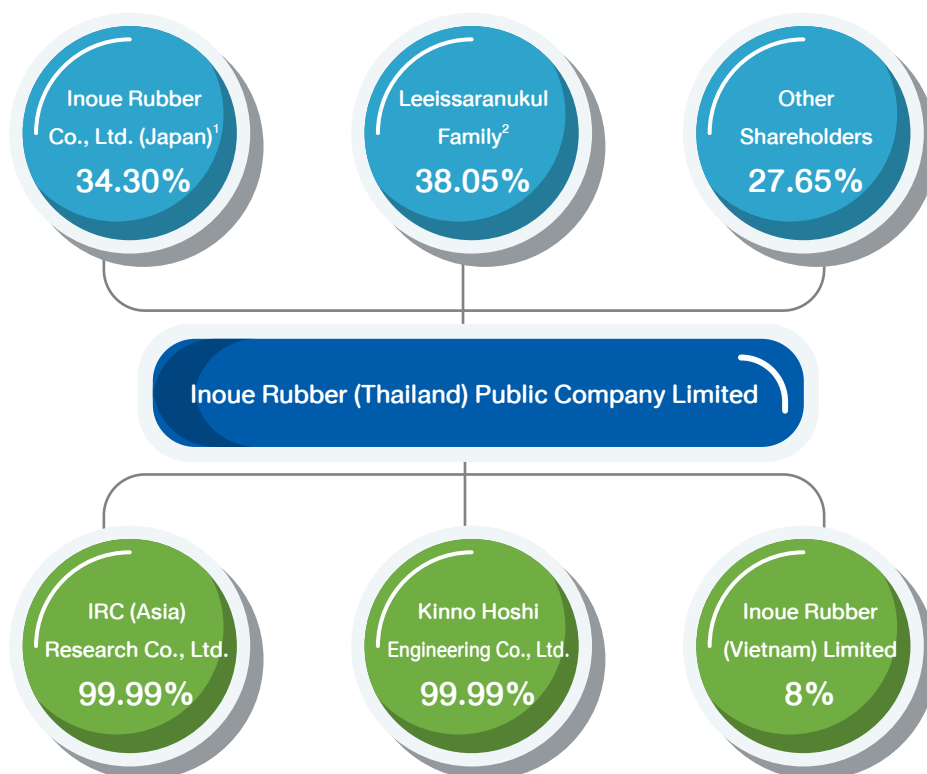 Inoue Rubber
Co., Ltd. (Japan)¹
34.30%
Leeissaranukul
Family²
38.05%
Other
Shareholders
27.65%
Inoue Rubber (Thailand) Public Company Limited
IRC (Asia)
Research Co., Ltd.
99.99%
Kinno Hoshi
Engineering Co., Ltd.
99.99%
Inoue Rubber
(Vietnam) Limited
8%